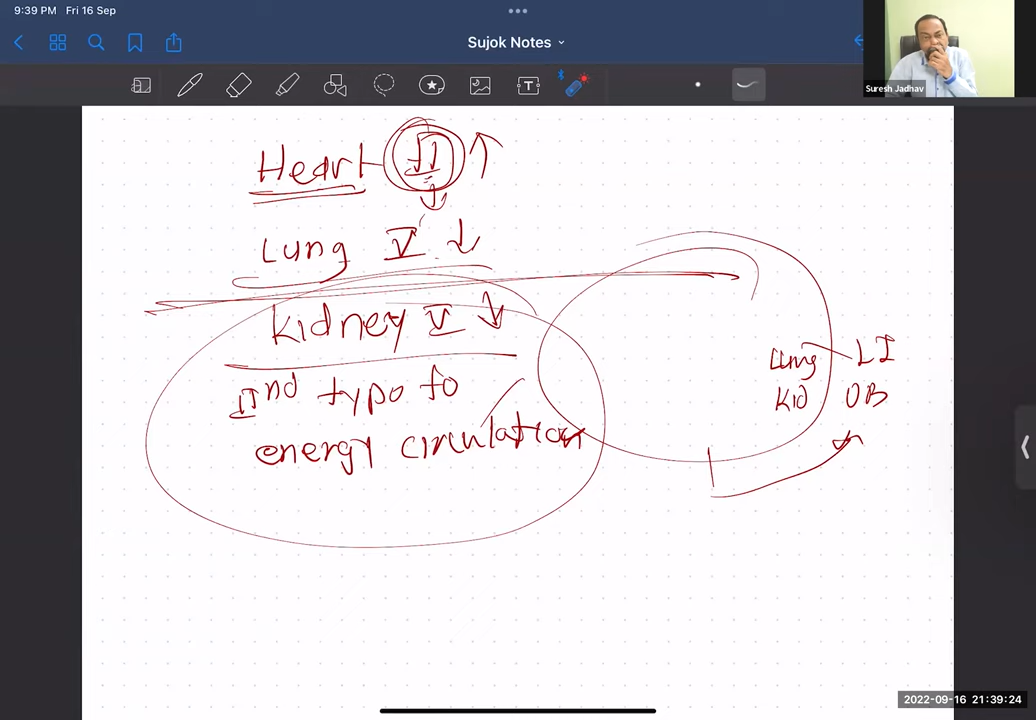 9:39 PM Fri 16 Sep
Sujok Notes
T
Suresh Jadhav
Heart - II ↑
Lung V ↓
Kidney V ↓
IInd typo to
energy circulation
Lung - LI
Kid UB
2022-09-16 21:39:24